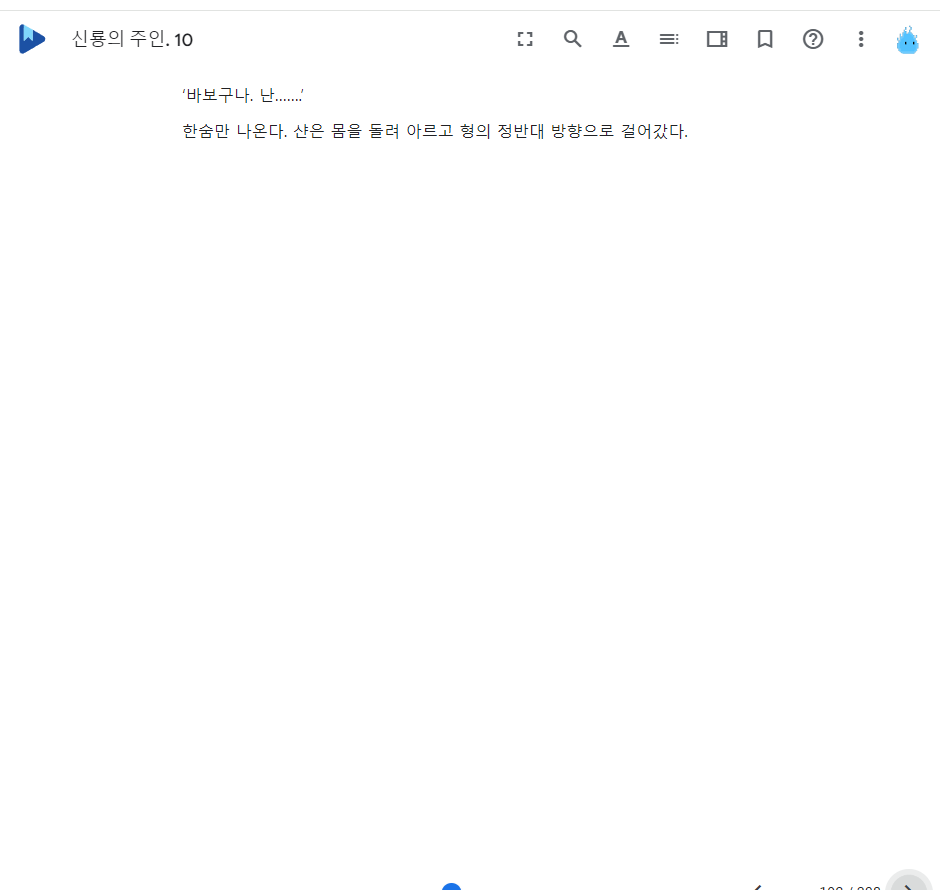 신룡의 주인. 10
‘바보구나. 난.......’
한숨만 나온다. 샨은 몸을 돌려 아르고 형의 정반대 방향으로 걸어갔다.